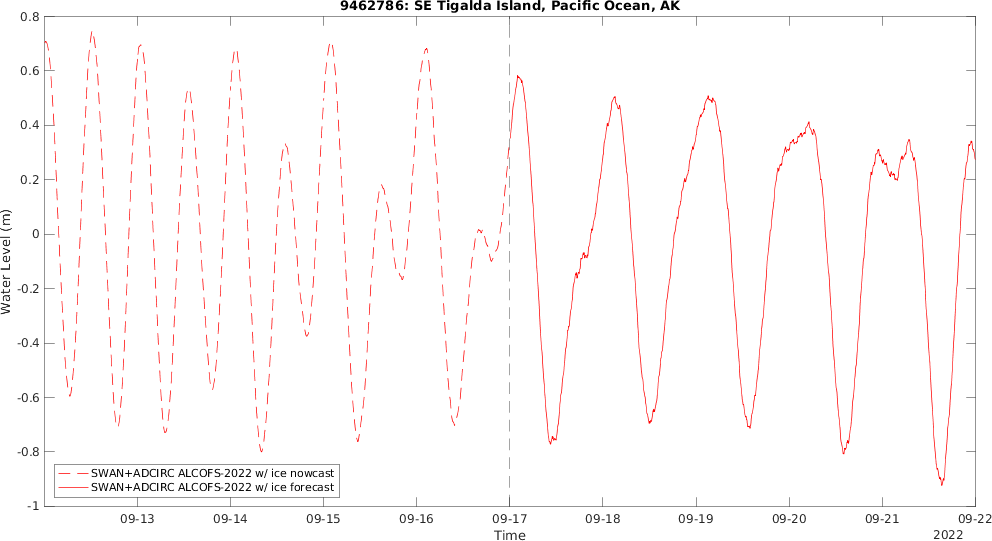 9462786: SE Tigalda Island, Pacific Ocean, AK
0.8
0.6
0.4
0.2
0
-0.2
-0.4
-0.6
-0.8
-1
Water Level (m)
SWAN+ADCIRC ALCOFS-2022 w/ ice nowcast
SWAN+ADCIRC ALCOFS-2022 w/ ice forecast
09-13 09-14 09-15 09-16 09-17 09-18 09-19 09-20 09-21 09-22
Time
2022